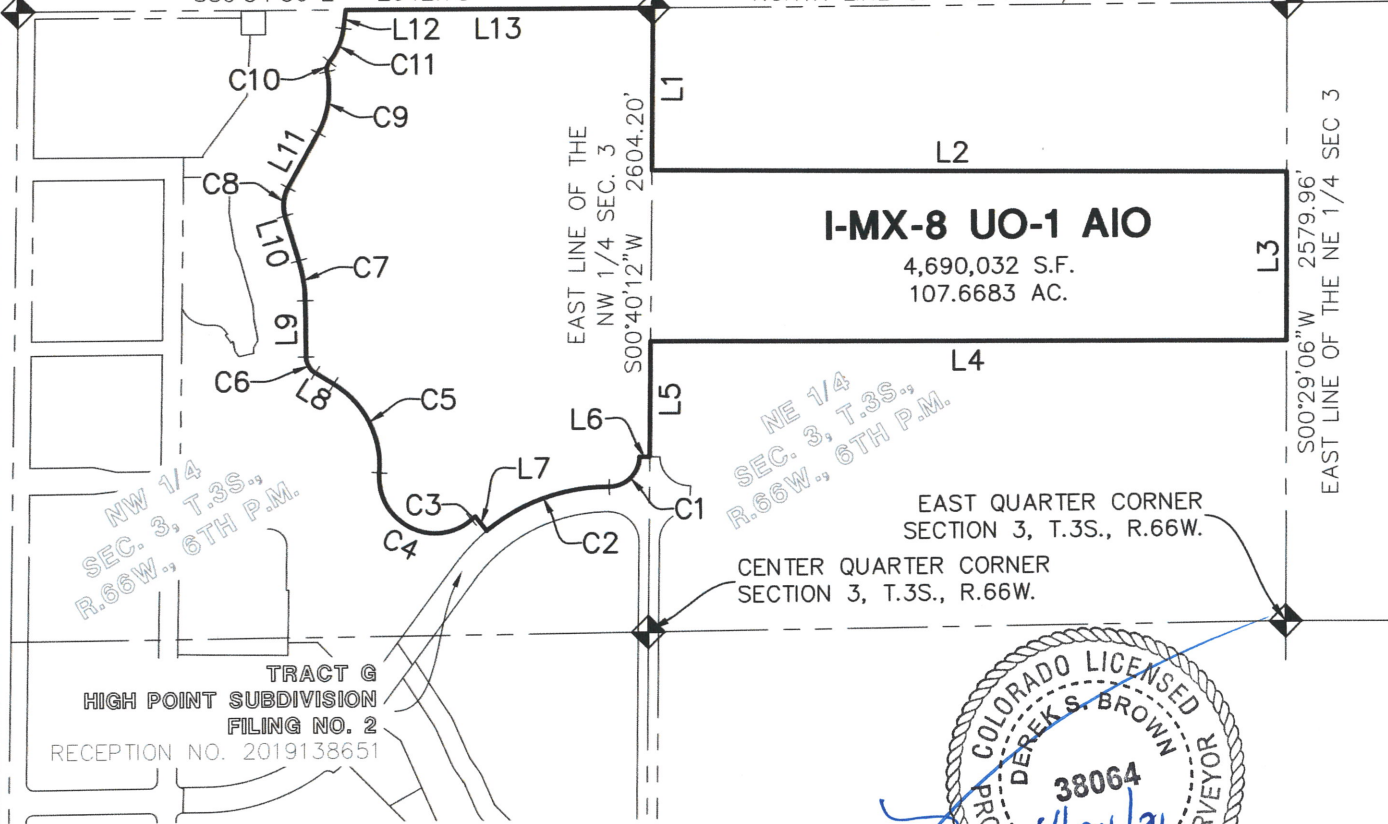 L12
L13
C11
C10
C9
L1
L11
C8
L10
C7
L9
C6
L8
C5
L6
L5
C3
L7
C4
C2
C1
L2
L3
L4
EAST LINE OF THE
NW 1/4 SEC. 3
S00°40'12"W 2604.20'
I-MX-8 UO-1 AIO
4,690,032 S.F.
107.6683 AC.
S00°29'06"W 2579.96'
EAST LINE OF THE NE 1/4 SEC 3
NE 1/4
SEC. 3, T.3S.,
R.66W., 6TH P.M.
NW 1/4
SEC. 3, T.3S.,
R.66W., 6TH P.M.
EAST QUARTER CORNER
SECTION 3, T.3S., R.66W.
CENTER QUARTER CORNER
SECTION 3, T.3S., R.66W.
TRACT G
HIGH POINT SUBDIVISION
FILING NO. 2
RECEPTION NO. 2019138651
COLORADO LICENSED
DEREK S. BROWN
38064